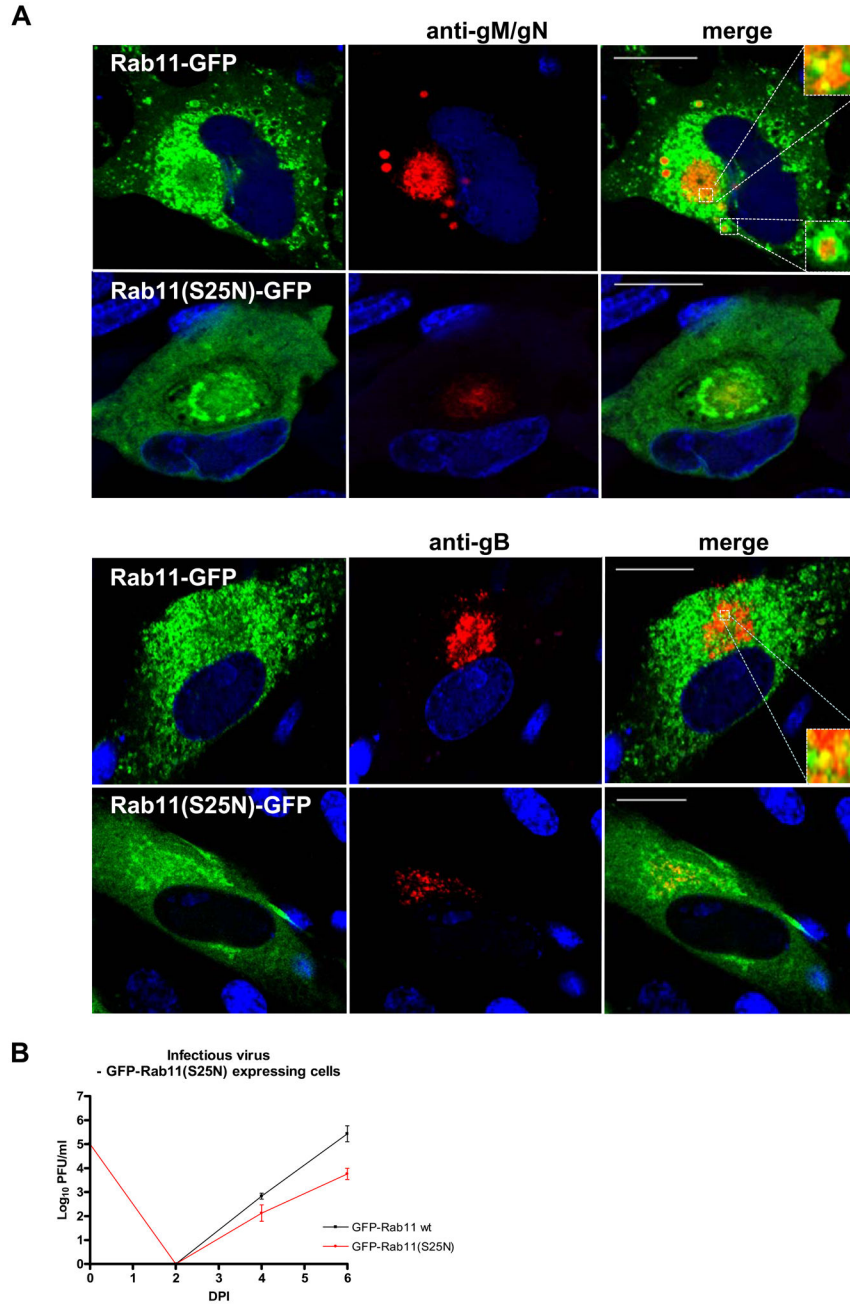 A
anti-gM/gN
merge
Rab11-GFP
Rab11(S25N)-GFP
anti-gB
merge
Rab11-GFP
Rab11(S25N)-GFP
B
Infectious virus
- GFP-Rab11(S25N) expressing cells
Log10 PFU/ml
7
6
5
4
3
2
1
0
0 1 2 3 4 5 6
DPI
GFP-Rab11 wt
GFP-Rab11(S25N)